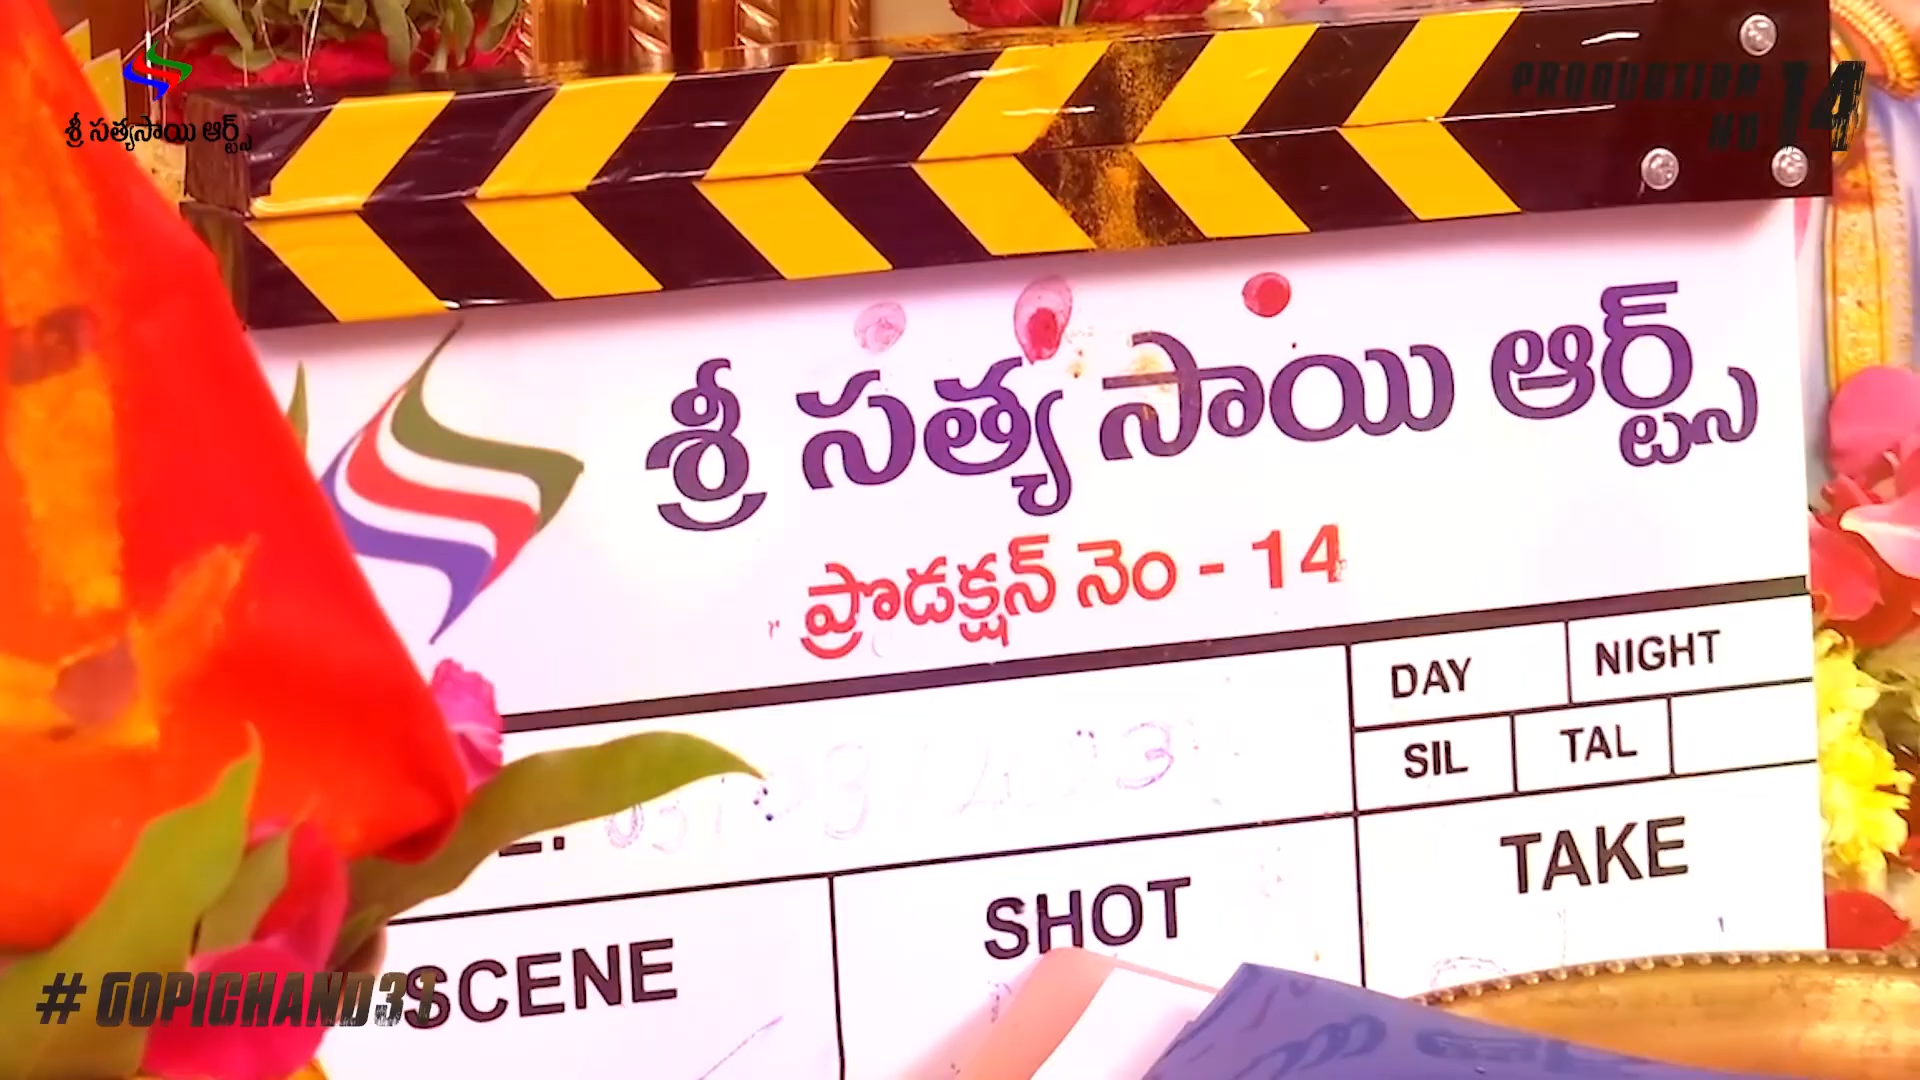 శ్రీ సత్యసాయి ఆర్ట్స్
PRODUCTION
NO 14
శ్రీ సత్య సాయి ఆర్ట్స్
ప్రొడక్షన్ నెం - 14
DAY NIGHT
SIL TAL
SCENE SHOT TAKE
# GOPICHAND31